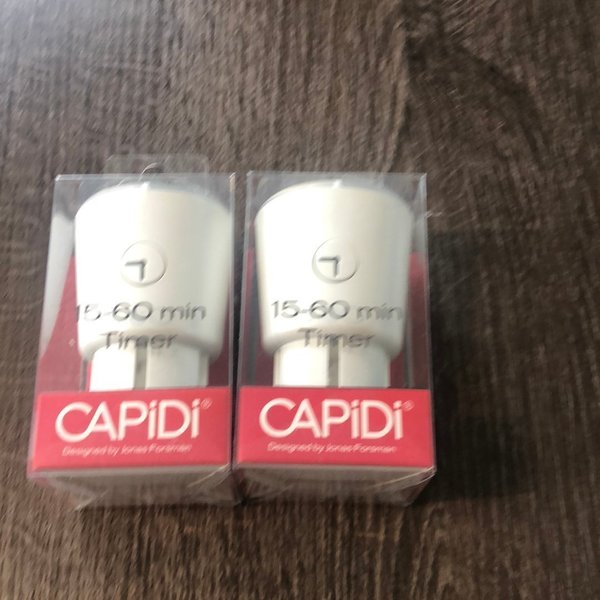 15-60 min
Timer
CAPiDi®
Designed by Jonas Forsman
15-60 min
Timer
CAPiDi®
Designed by Jonas Forsman